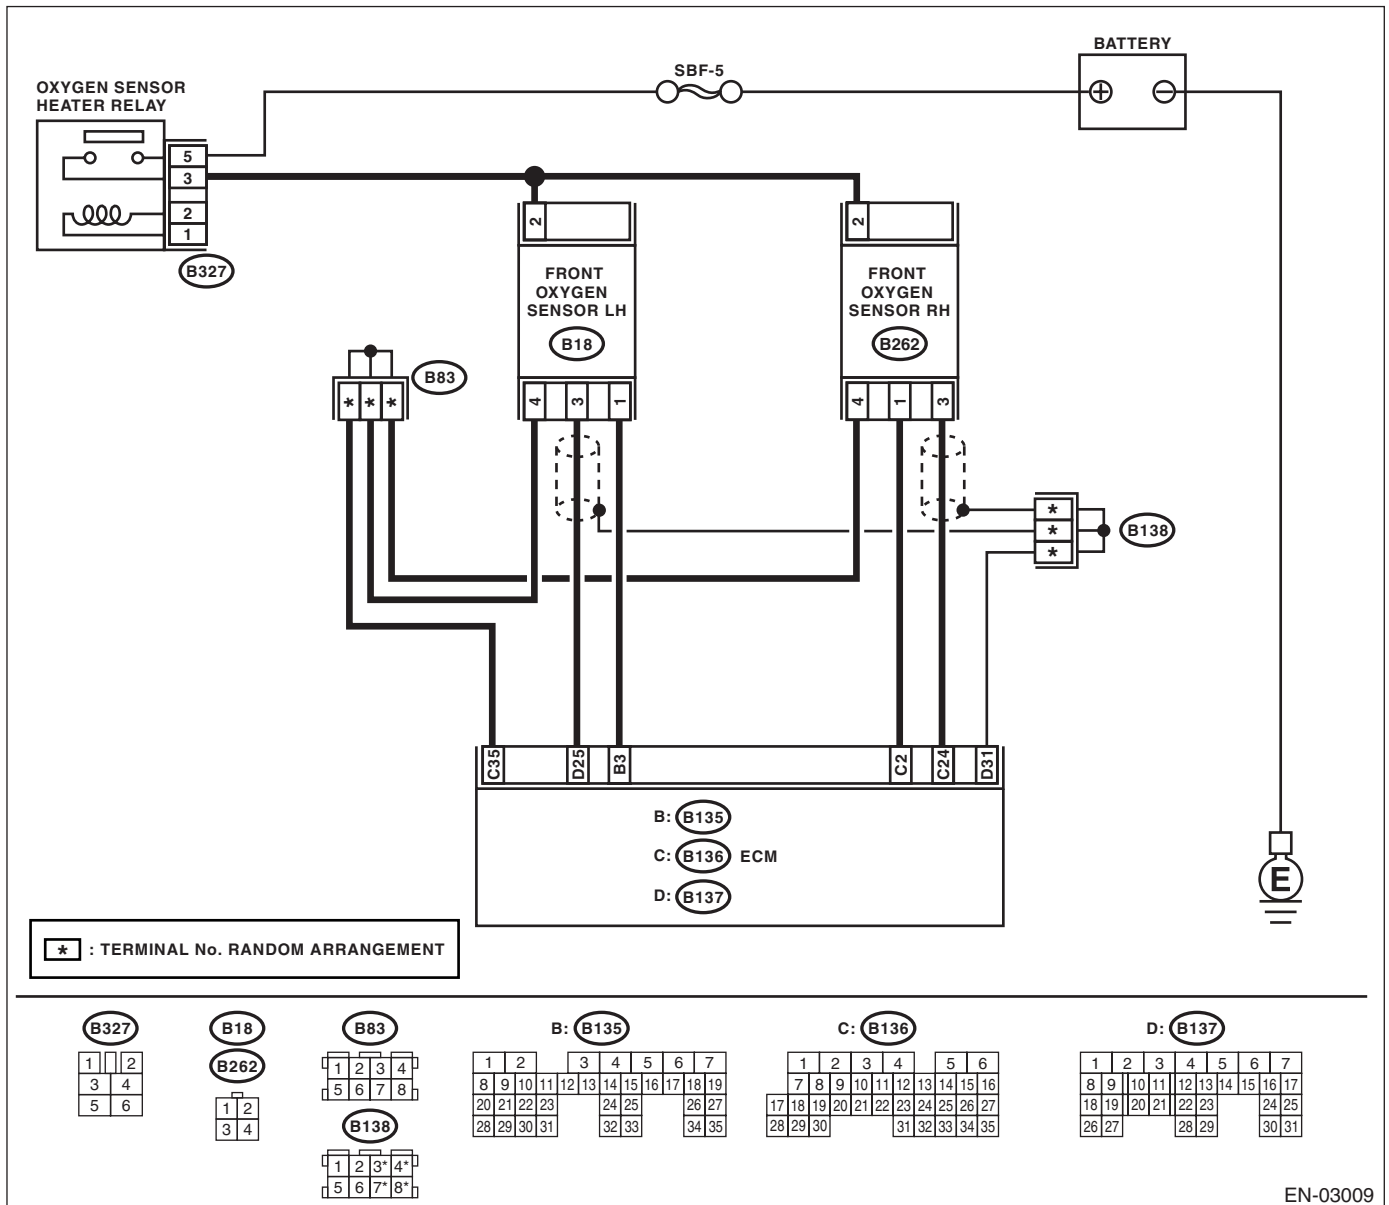 BATTERY
SBF-5
OXYGEN SENSOR
HEATER RELAY
+
−
5
3
2
1
B327
2
2
FRONT
OXYGEN
SENSOR LH
B18
FRONT
OXYGEN
SENSOR RH
B262
B83
* * *
4 3 1
4 1 3
*
*
*
B138
C35 D25 B3 C2 C24 D31
B: B135
C: B136 ECM
D: B137
E
* : TERMINAL No. RANDOM ARRANGEMENT
B327
1 2
3 4
5 6
B18
B262
1 2
3 4
B83
1 2 3 4
5 6 7 8
B138
1 2 3* 4*
5 6 7* 8*
B: B135
1 2 3 4 5 6 7
8 9 10 11 12 13 14 15 16 17 18 19
20 21 22 23 24 25 26 27
28 29 30 31 32 33 34 35
C: B136
1 2 3 4 5 6
7 8 9 10 11 12 13 14 15 16
17 18 19 20 21 22 23 24 25 26 27
28 29 30 31 32 33 34 35
D: B137
1 2 3 4 5 6 7
8 9 10 11 12 13 14 15 16 17
18 19 20 21 22 23 24 25
26 27 28 29 30 31
EN-03009